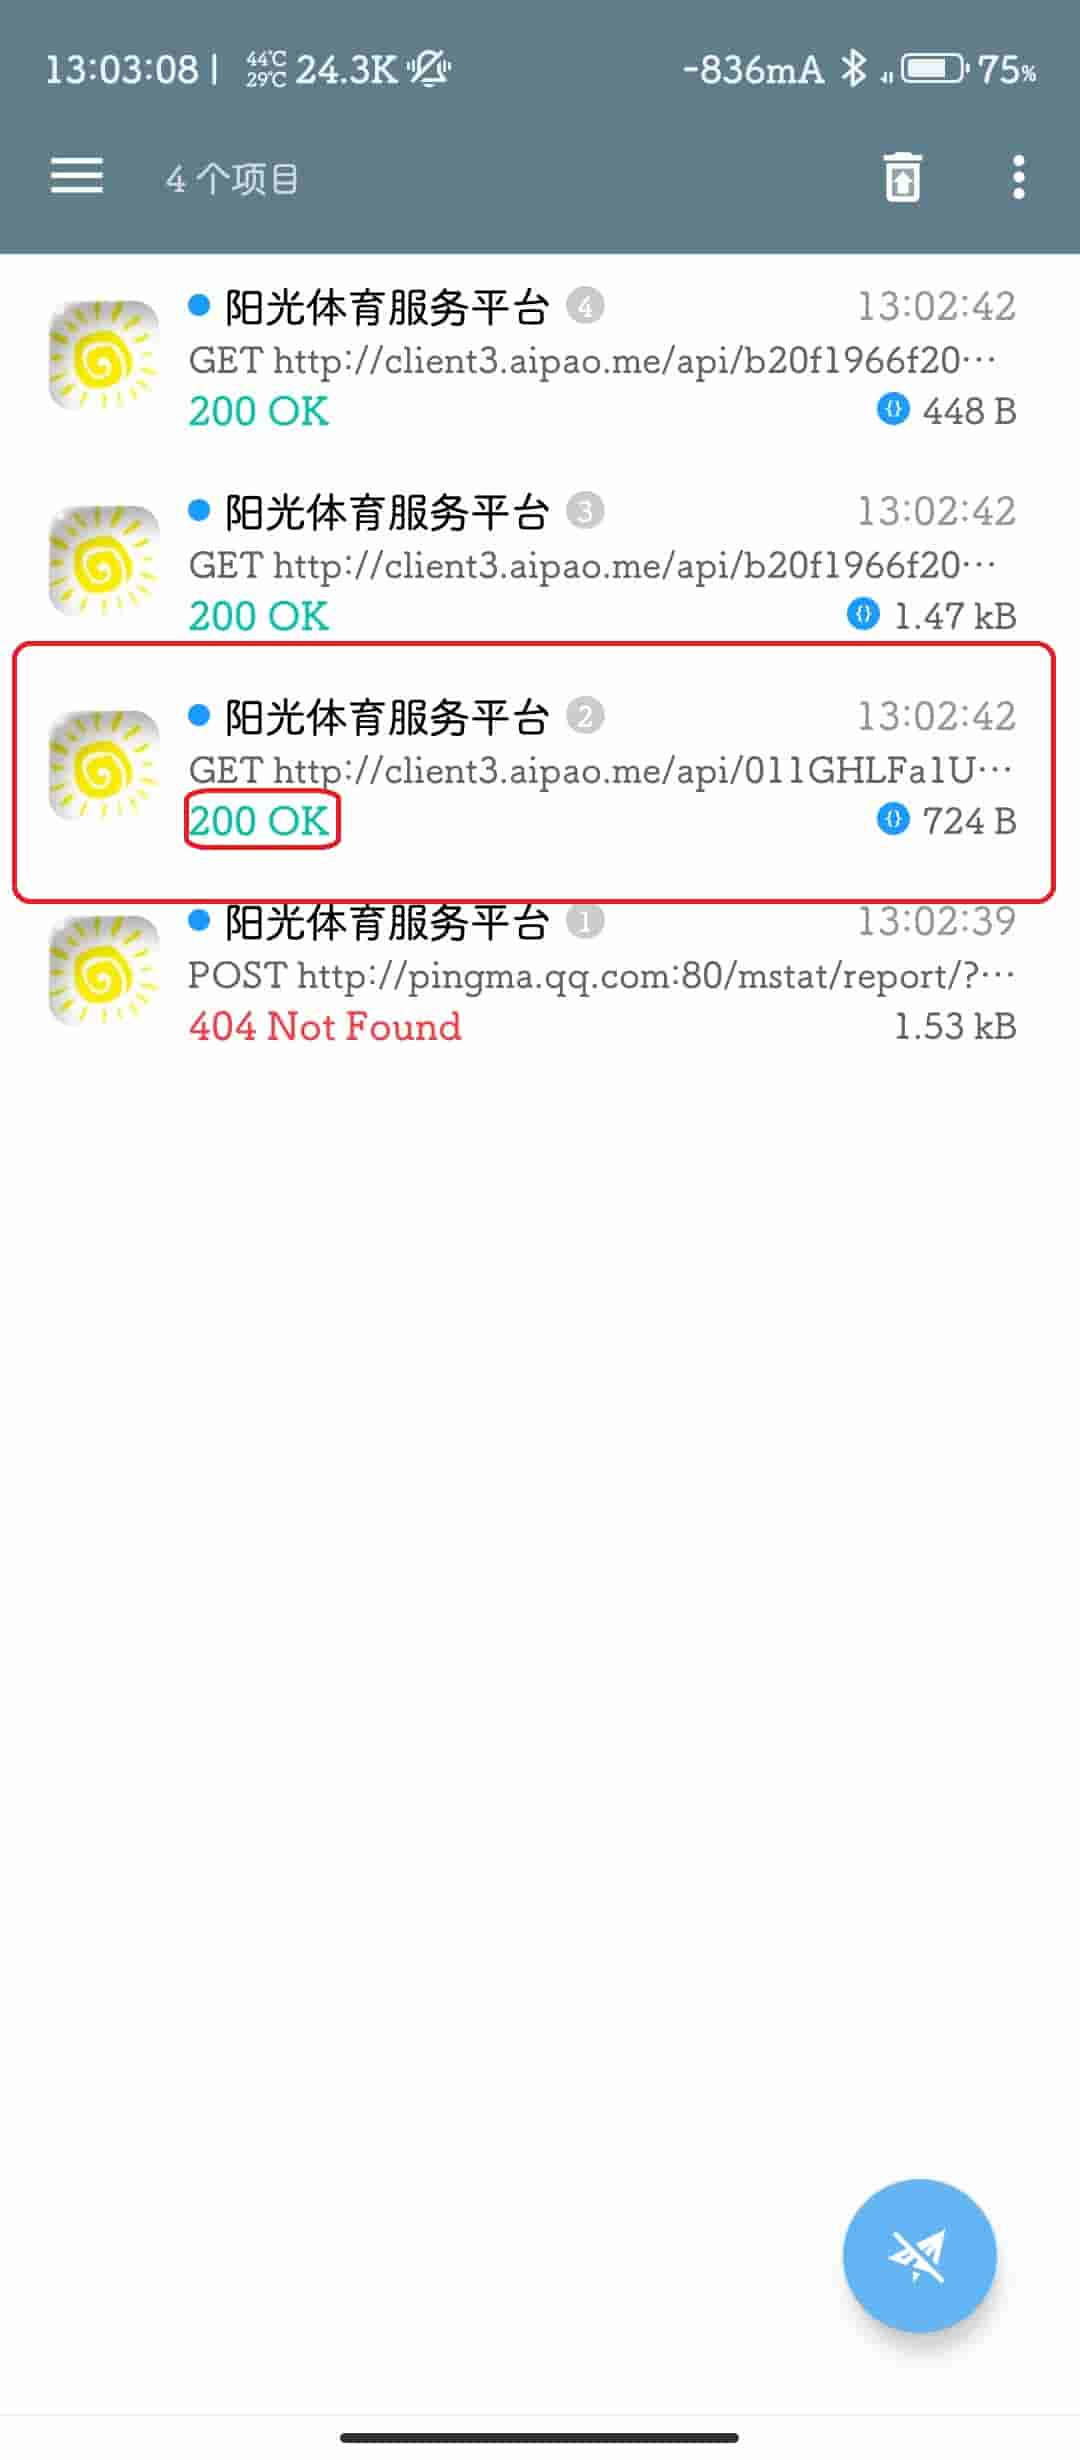 13:03:08 | 44℃ 29℃ 24.3K -836mA 75%
4 个项目
阳光体育服务平台 4 13:02:42
GET http://client3.aipao.me/api/b20f1966f20…
200 OK {} 448 B
阳光体育服务平台 3 13:02:42
GET http://client3.aipao.me/api/b20f1966f20…
200 OK {} 1.47 kB
阳光体育服务平台 2 13:02:42
GET http://client3.aipao.me/api/011GHLFa1U…
200 OK {} 724 B
阳光体育服务平台 1 13:02:39
POST http://pingma.qq.com:80/mstat/report/?…
404 Not Found 1.53 kB